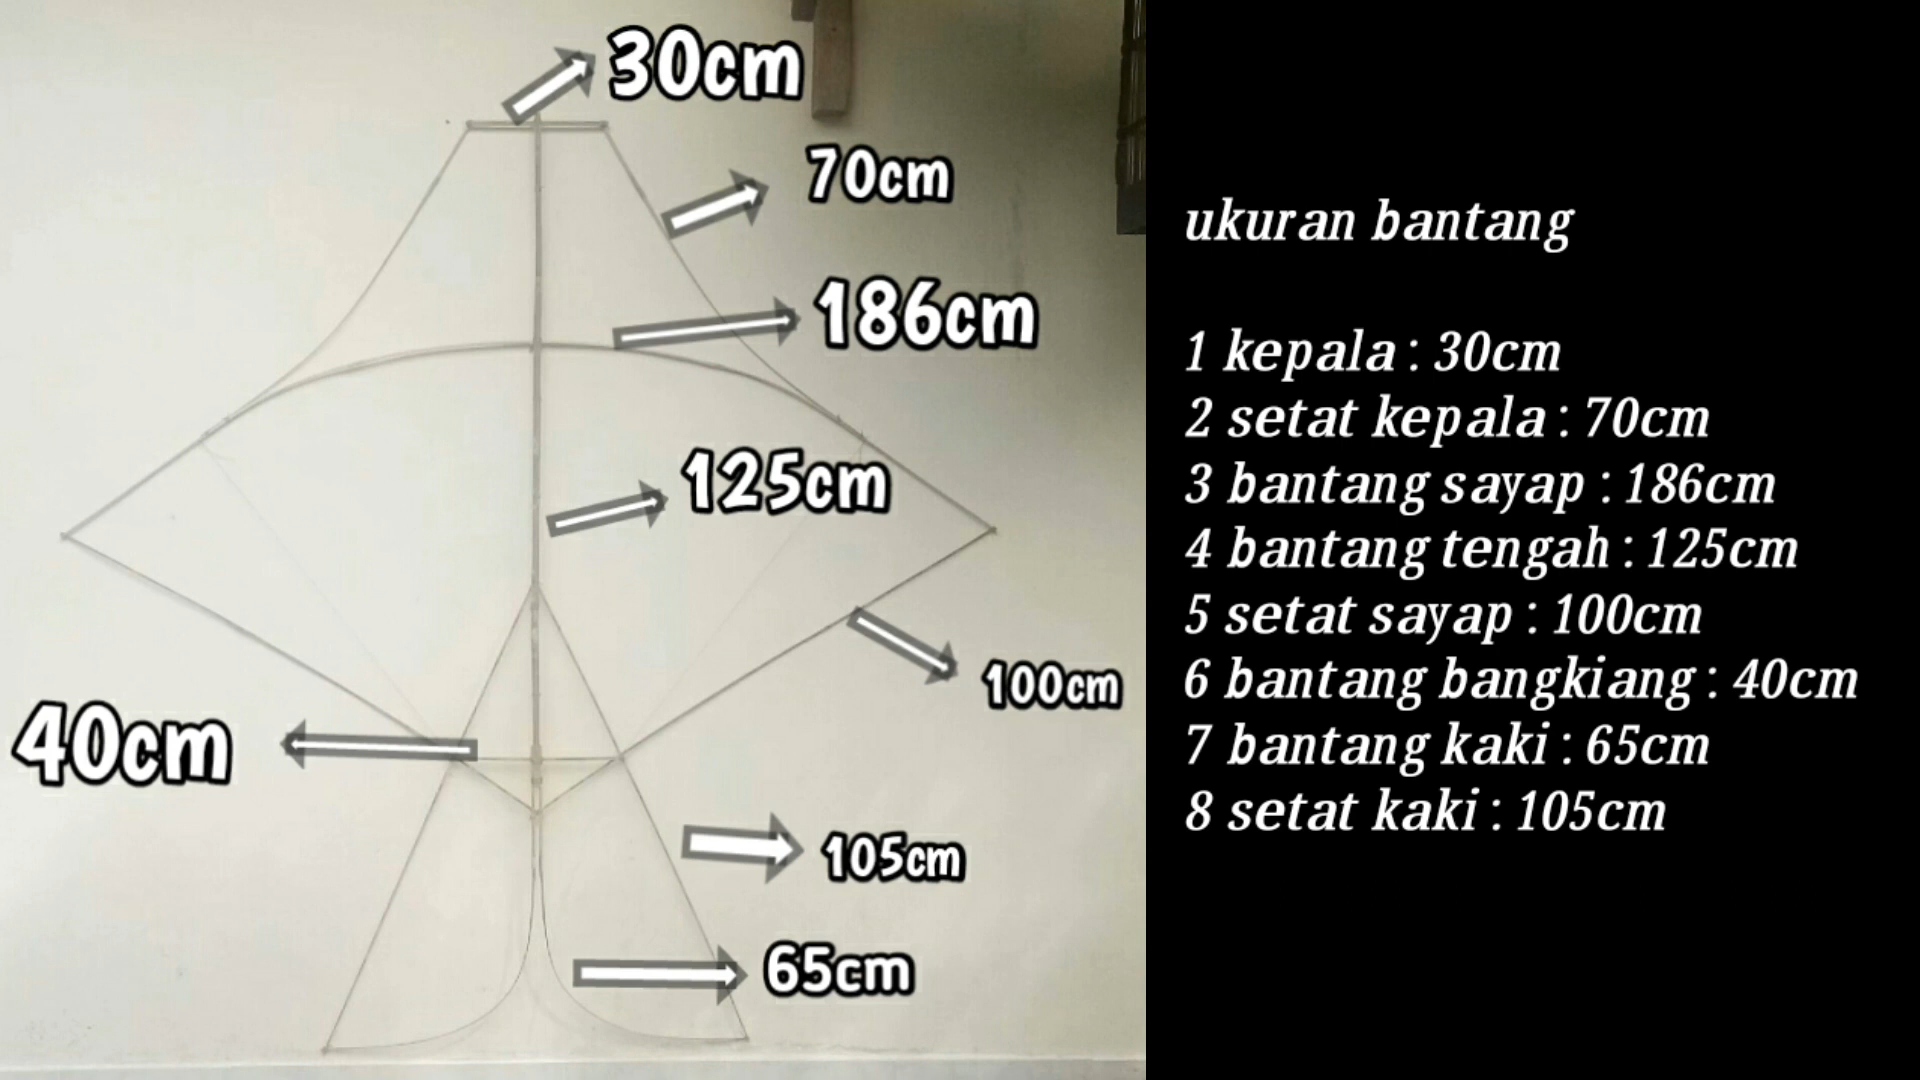 30cm
70cm
186cm
125cm
100cm
40cm
105cm
65cm
ukuran bantang
1 kepala : 30cm
2 setat kepala : 70cm
3 bantang sayap : 186cm
4 bantang tengah : 125cm
5 setat sayap : 100cm
6 bantang bangkiang : 40cm
7 bantang kaki : 65cm
8 setat kaki : 105cm